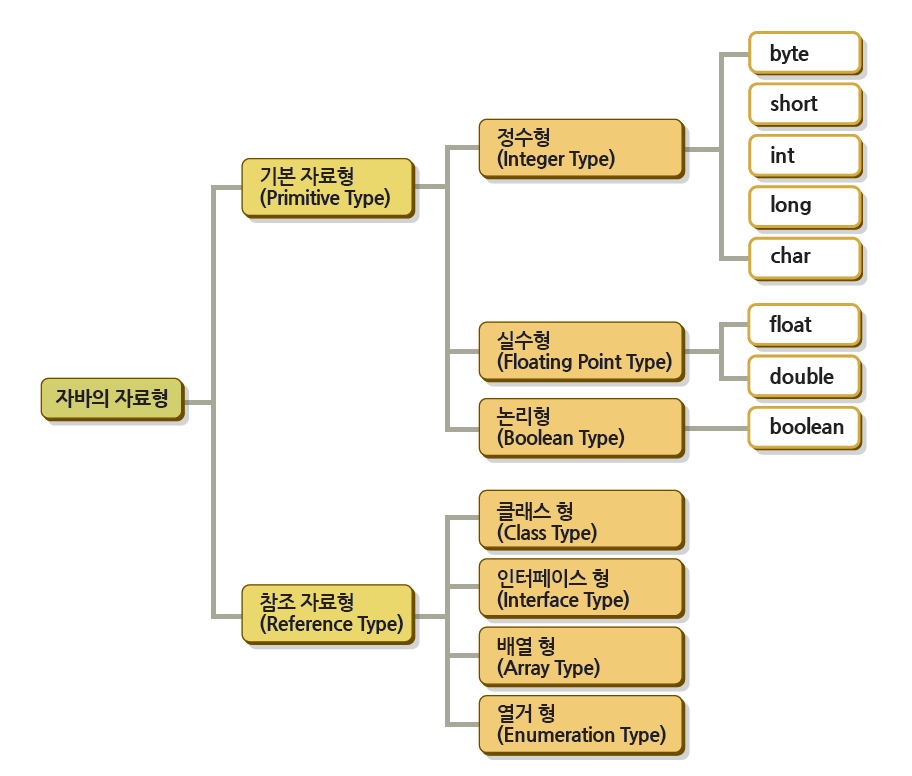 자바의 자료형
기본 자료형
(Primitive Type)
정수형
(Integer Type)
byte
short
int
long
char
실수형
(Floating Point Type)
float
double
논리형
(Boolean Type)
boolean
참조 자료형
(Reference Type)
클래스 형
(Class Type)
인터페이스 형
(Interface Type)
배열 형
(Array Type)
열거 형
(Enumeration Type)